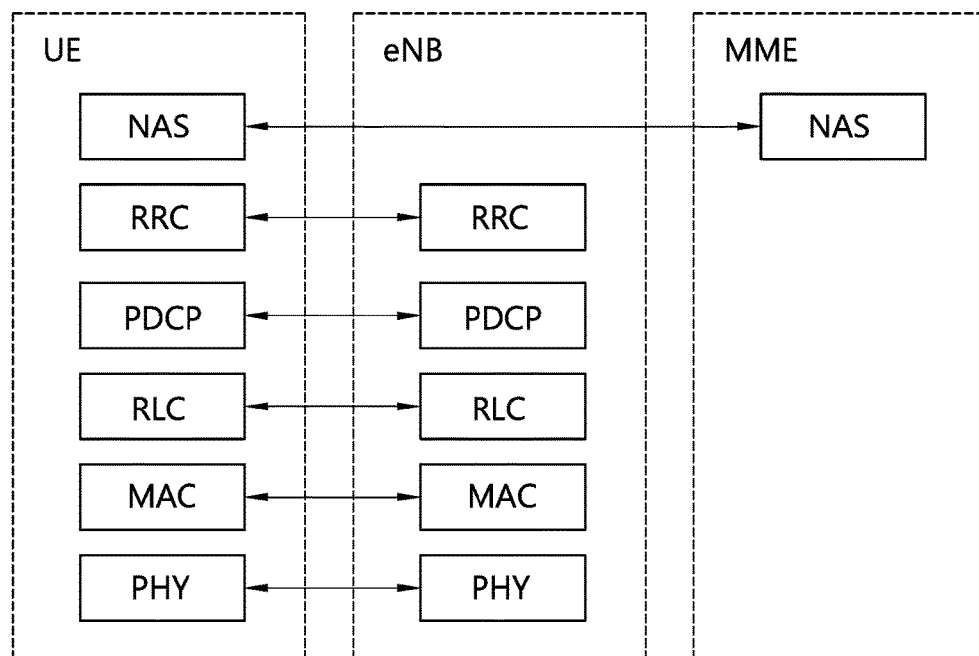 UE eNB MME
NAS NAS
RRC RRC
PDCP PDCP
RLC RLC
MAC MAC
PHY PHY